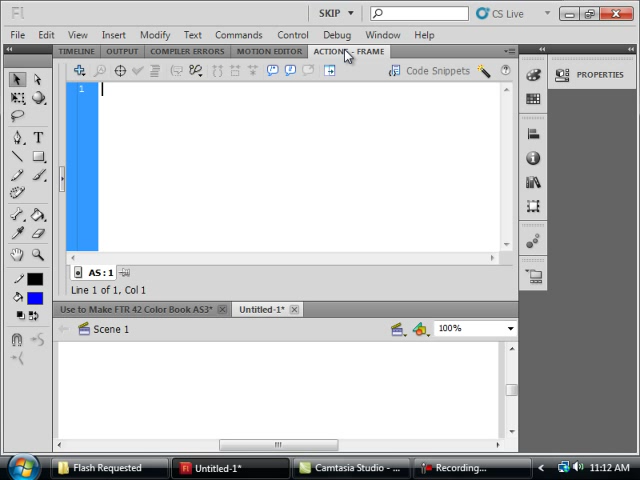 Fl SKIP CS Live
File Edit View Insert Modify Text Commands Control Debug Window Help
TIMELINE OUTPUT COMPILER ERRORS MOTION EDITOR ACTIONS - FRAME
Code Snippets
PROPERTIES
1
AS : 1
Line 1 of 1, Col 1
Use to Make FTR 42 Color Book AS3* Untitled-1*
Scene 1 100%
T
Flash Requested Fl Untitled-1* Camtasia Studio - ... Recording... 11:12 AM